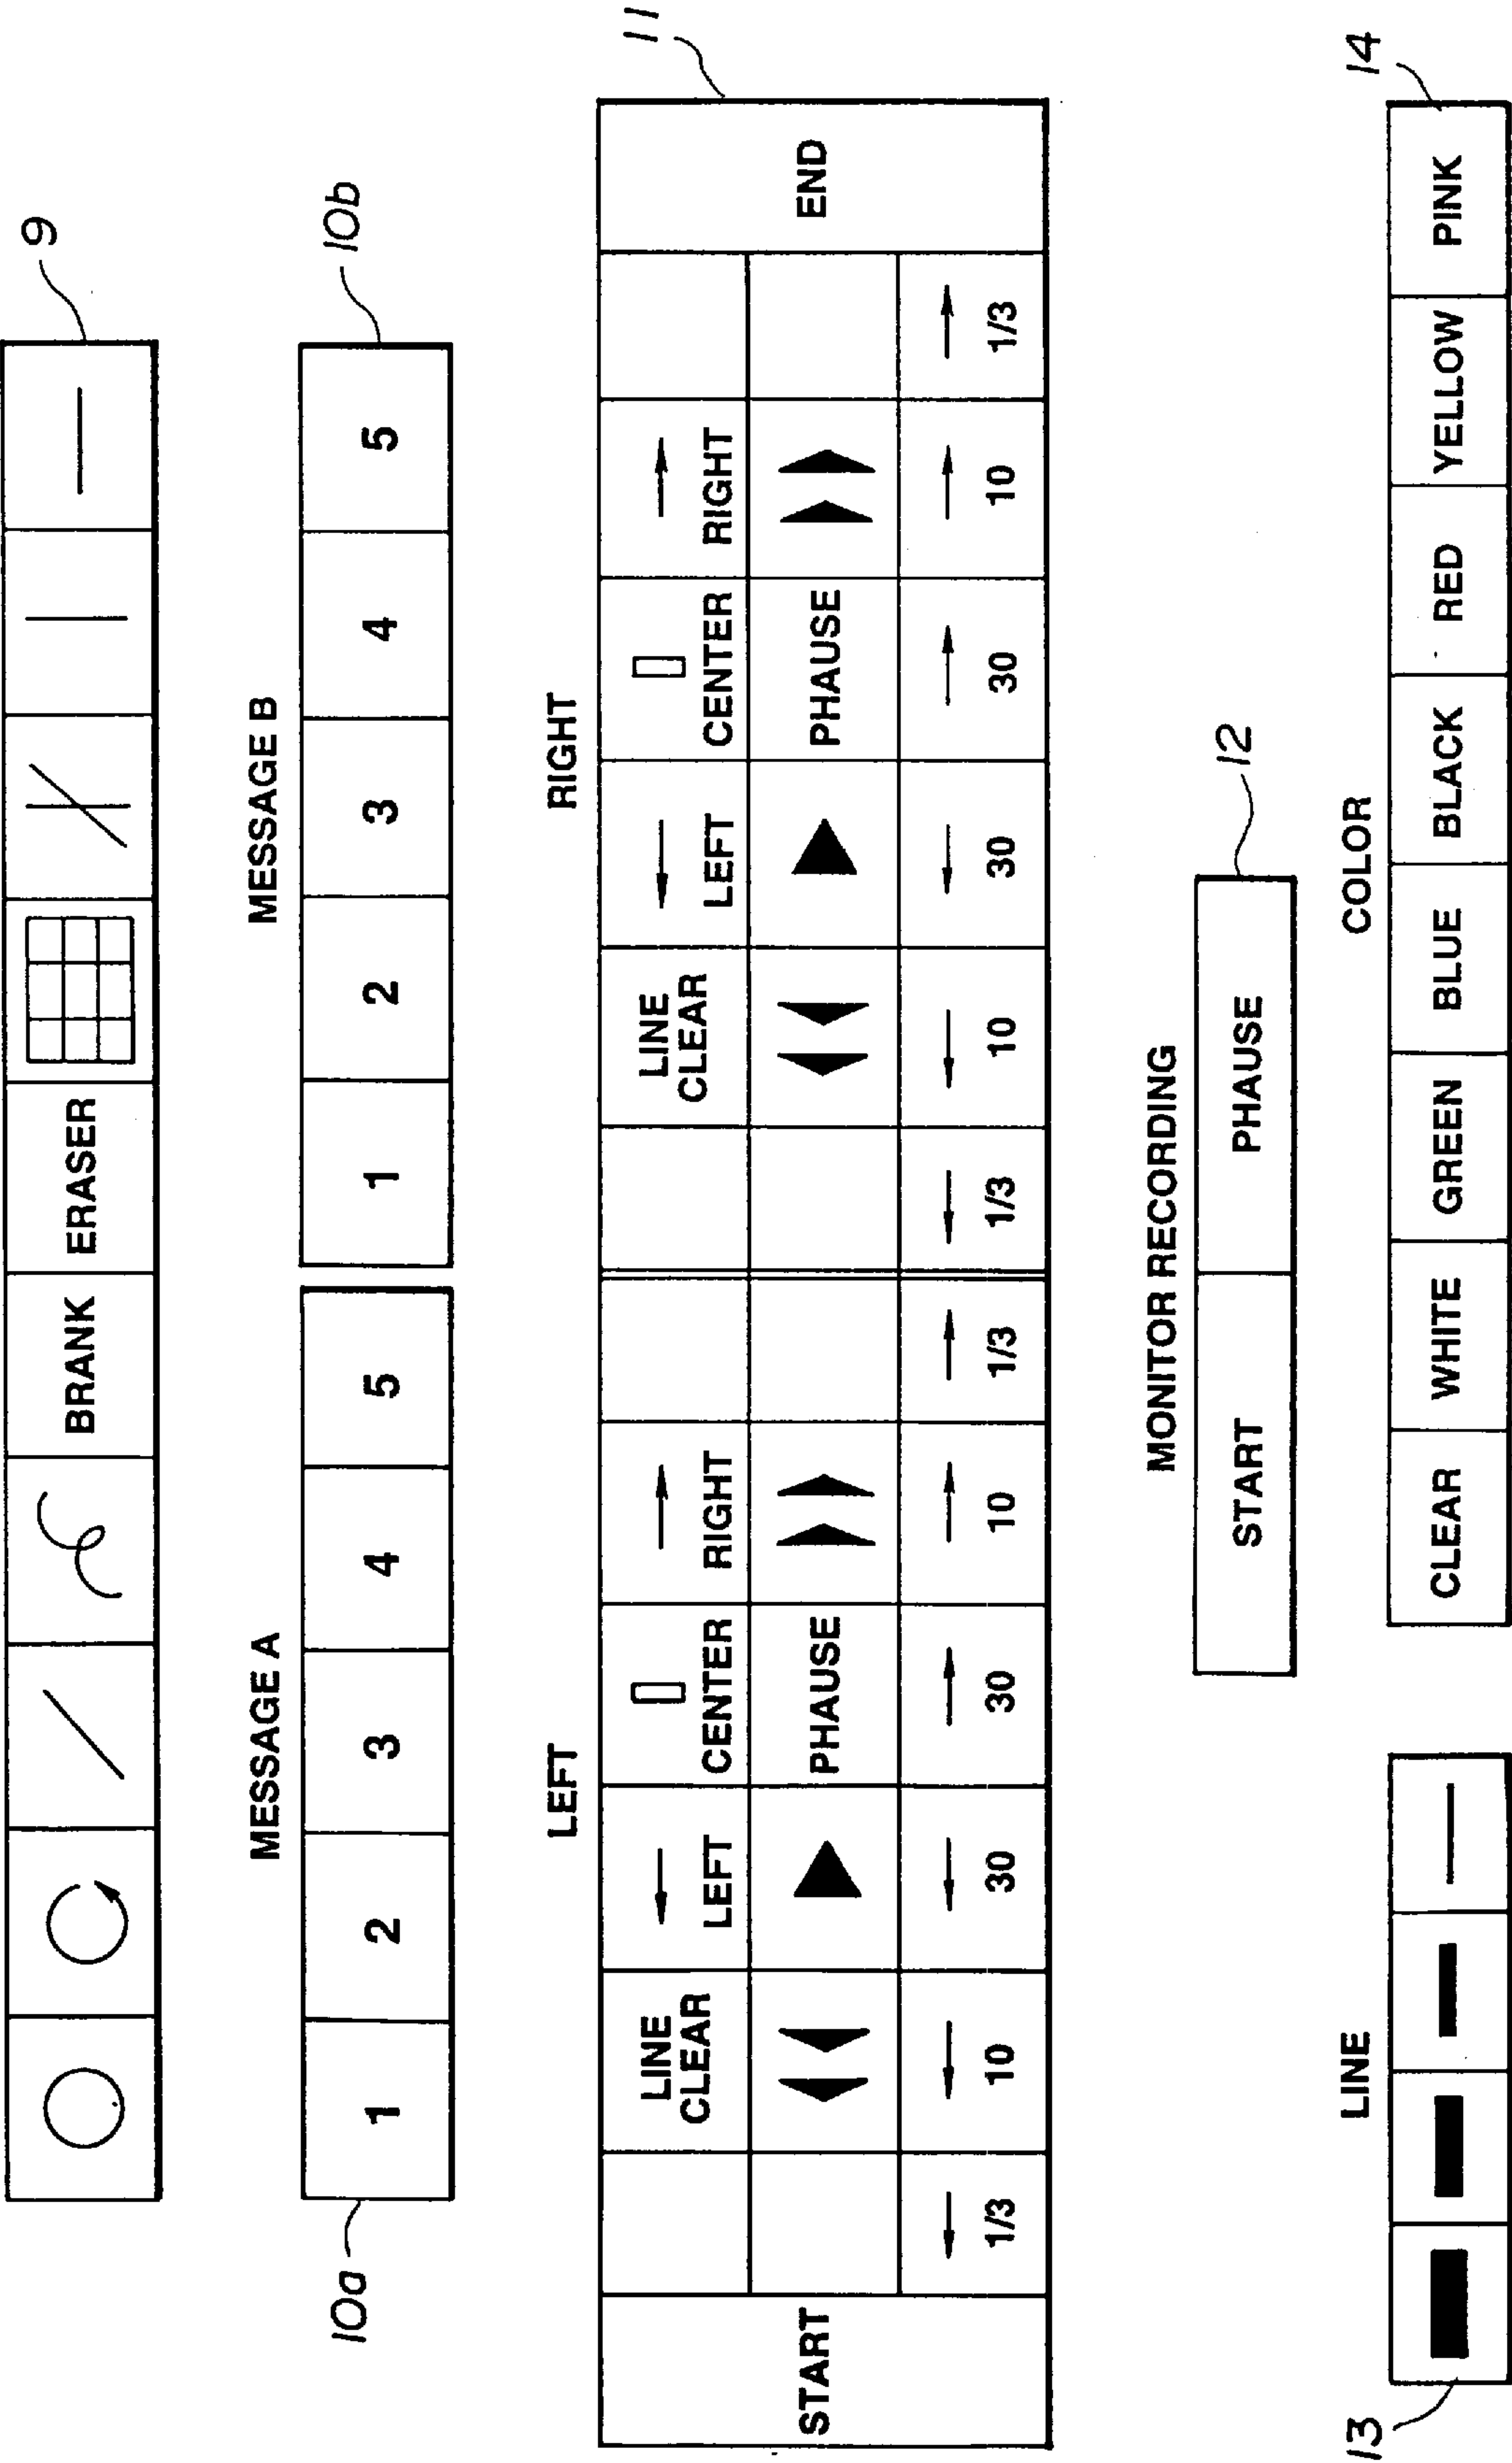 9
BRANK ERASER
MESSAGE A MESSAGE B
10a 1 2 3 4 5 1 2 3 4 5 10b
LEFT RIGHT
11
START LINE CLEAR ← LEFT CENTER → RIGHT LINE CLEAR ← LEFT CENTER → RIGHT END
PHAUSE PHAUSE
← → ← →
1/3 10 30 30 10 1/3 1/3 10 30 30 10 1/3
MONITOR RECORDING
START PHAUSE 12
LINE COLOR
13 CLEAR WHITE GREEN BLUE BLACK RED YELLOW PINK 14